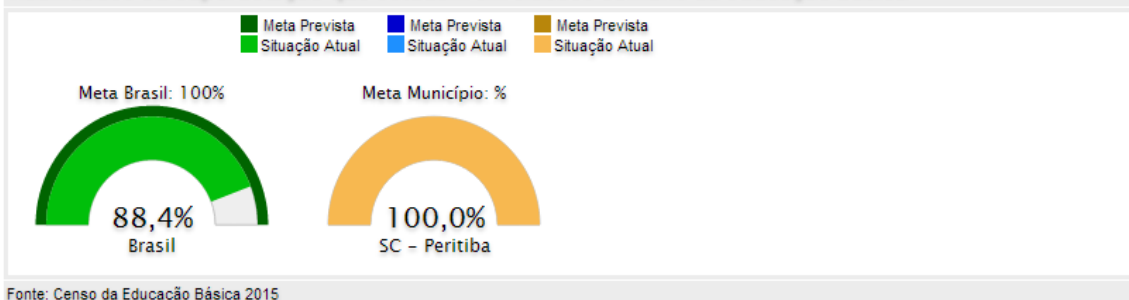 Meta Prevista Meta Prevista Meta Prevista
Situação Atual Situação Atual Situação Atual
Meta Brasil: 100% Meta Município: %
88,4% 100,0%
Brasil SC - Peritiba
Fonte: Censo da Educação Básica 2015